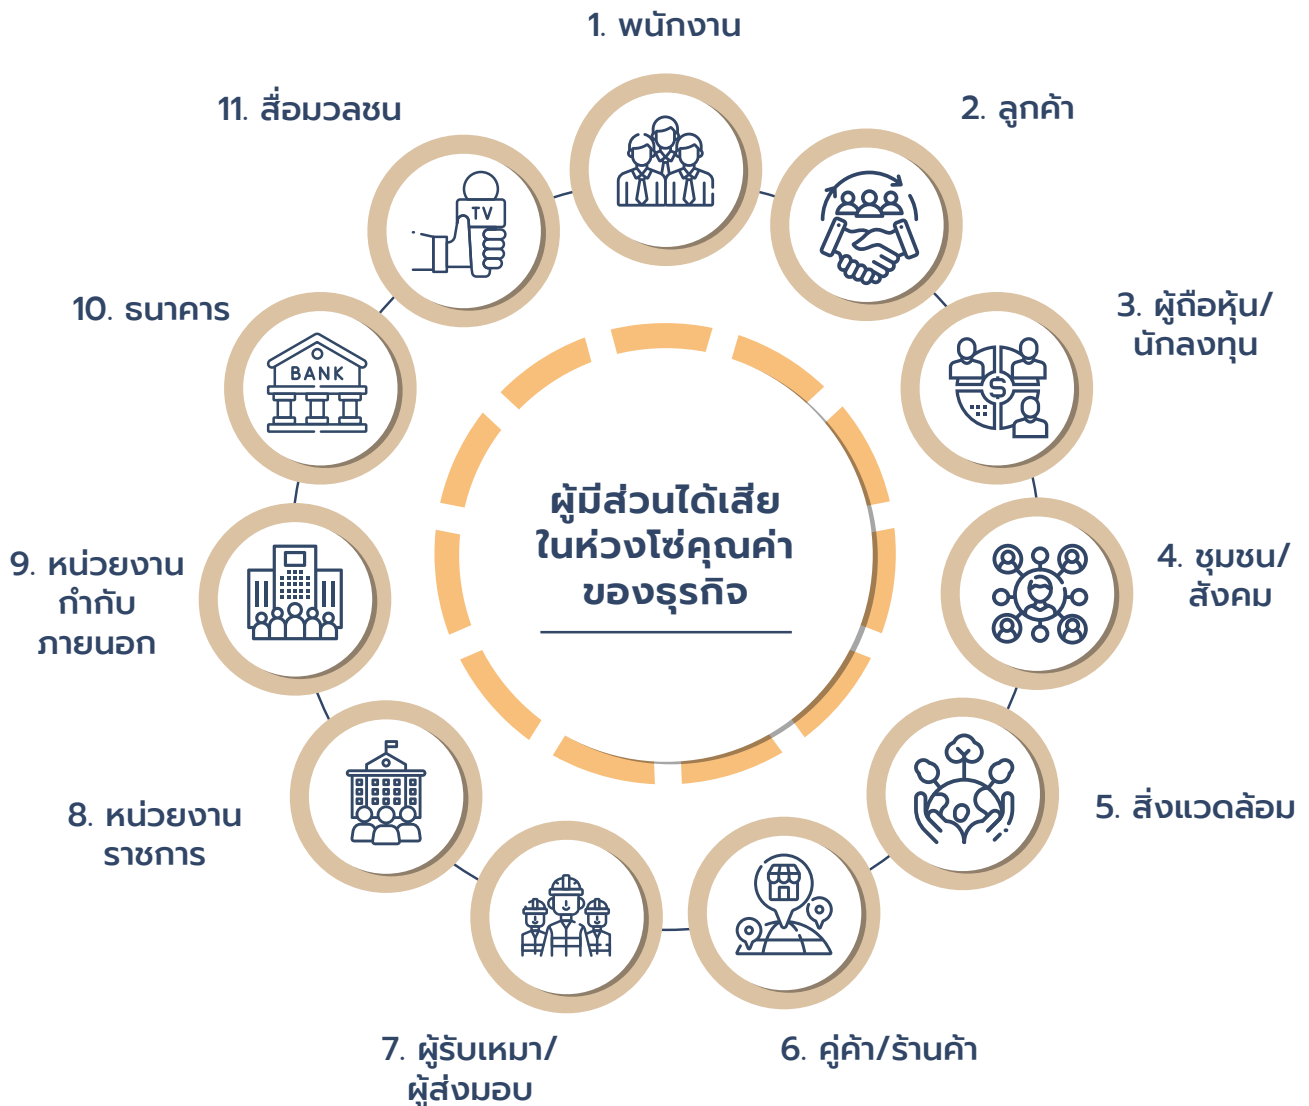 1. พนักงาน
2. ลูกค้า
3. ผู้ถือหุ้น/
นักลงทุน
4. ชุมชน/
สังคม
5. สิ่งแวดล้อม
6. คู่ค้า/ร้านค้า
7. ผู้รับเหมา/
ผู้ส่งมอบ
8. หน่วยงาน
ราชการ
9. หน่วยงาน
กำกับ
ภายนอก
10. ธนาคาร
BANK
11. สื่อมวลชน
TV
ผู้มีส่วนได้เสีย
ในห่วงโซ่คุณค่า
ของธุรกิจ